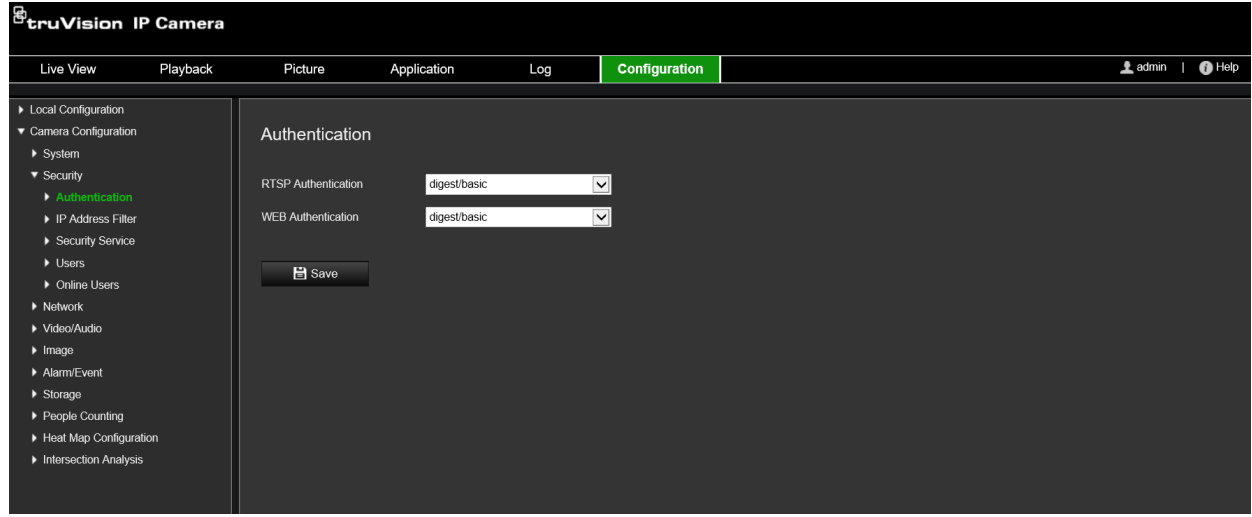 truVision IP Camera
Live View Playback Picture Application Log Configuration admin | Help
Local Configuration
Camera Configuration
System
Security
Authentication
IP Address Filter
Security Service
Users
Online Users
Network
Video/Audio
Image
Alarm/Event
Storage
People Counting
Heat Map Configuration
Intersection Analysis
Authentication
RTSP Authentication digest/basic
WEB Authentication digest/basic
Save